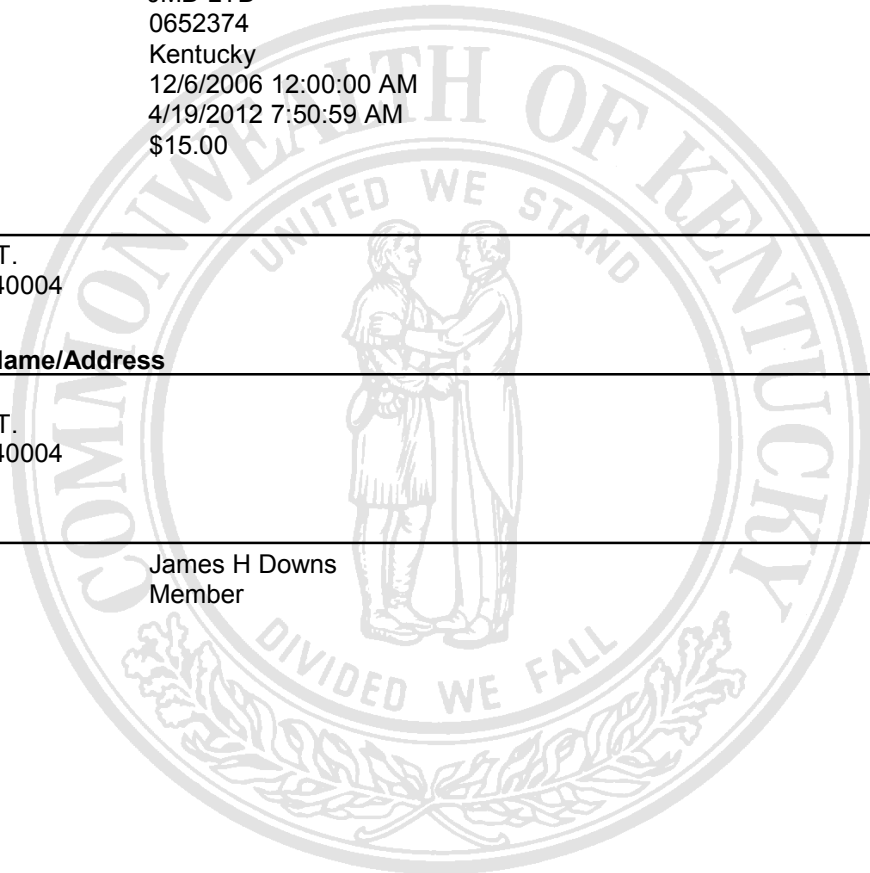 0652374
Kentucky
12/6/2006 12:00:00 AM
4/19/2012 7:50:59 AM
$15.00
T.
40004
Name/Address
T.
40004
James H Downs
Member
COMMONWEALTH OF KENTUCKY
UNITED WE STAND
DIVIDED WE FALL